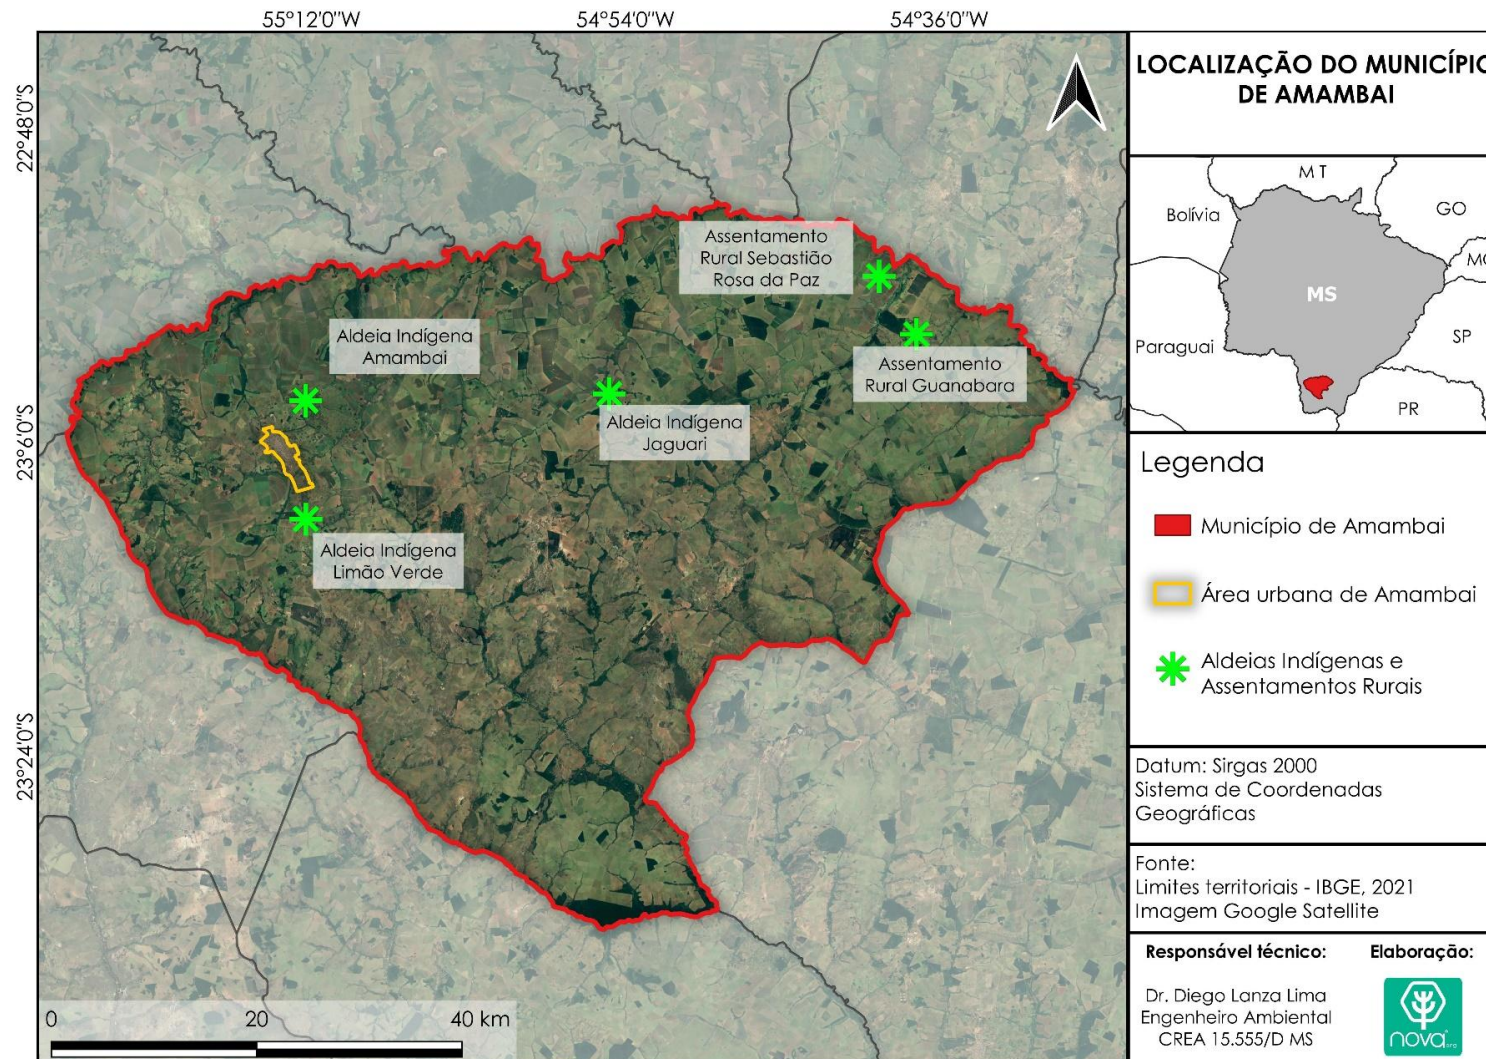 55°12'0"W
54°54'0"W
54°36'0"W
22°48'0"S
23°6'0"S
23°24'0"S
Assentamento
Rural Sebastião
Rosa da Paz
Aldeia Indígena
Amambai
Assentamento
Rural Guanabara
Aldeia Indígena
Jaguari
Aldeia Indígena
Limão Verde
0
20
40 km
LOCALIZAÇÃO DO MUNICÍPIO
DE AMAMBAI
MT
Bolívia
GO
MG
MS
SP
Paraguai
PR
Legenda
Município de Amambai
Área urbana de Amambai
Aldeias Indígenas e
Assentamentos Rurais
Datum: Sirgas 2000
Sistema de Coordenadas
Geográficas
Fonte:
Limites territoriais - IBGE, 2021
Imagem Google Satellite
Responsável técnico:
Elaboração:
Dr. Diego Lanza Lima
Engenheiro Ambiental
CREA 15.555/D MS
nova